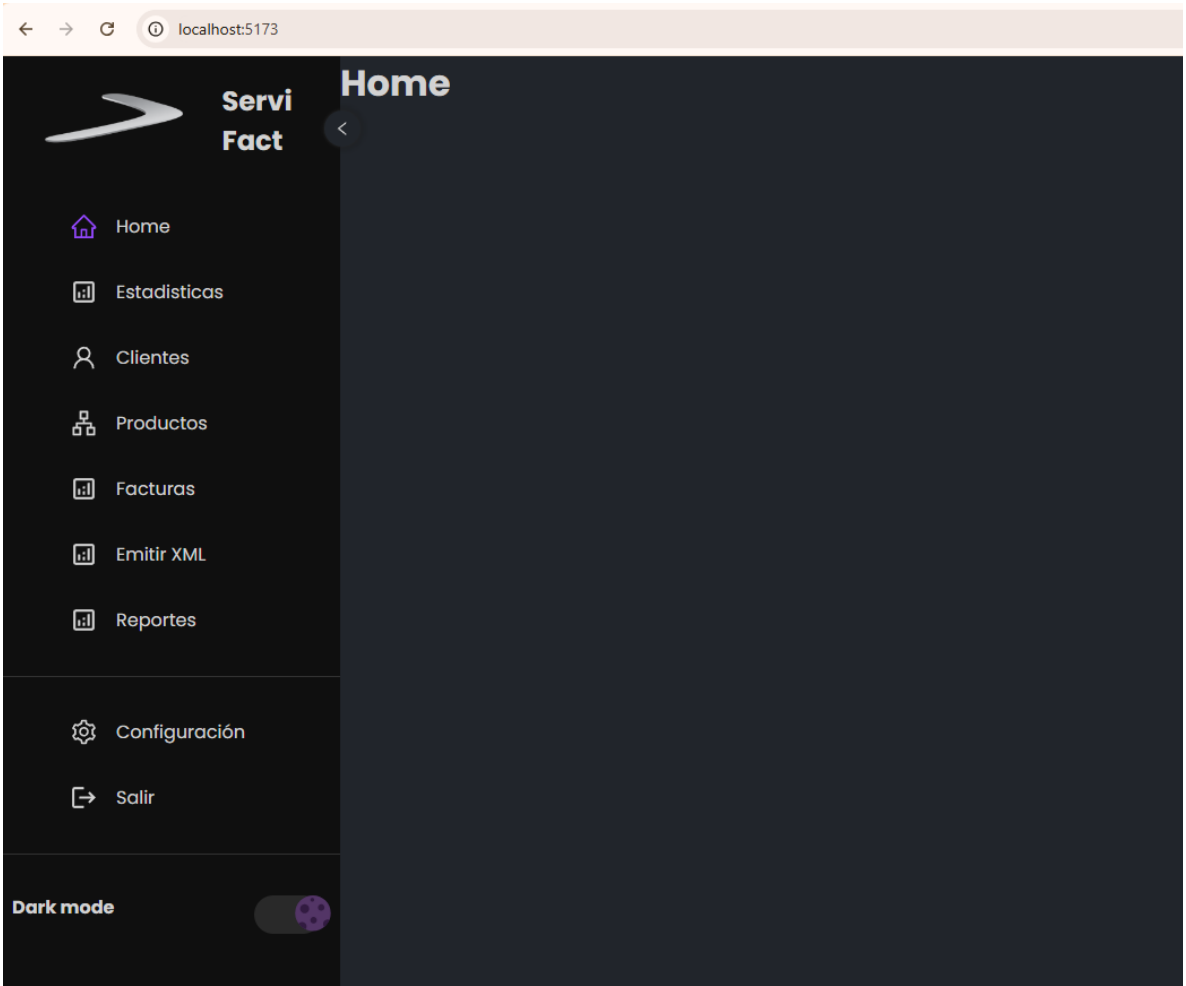 localhost:5173
Servi
Fact
Home
Home
Estadisticas
Clientes
Productos
Facturas
Emitir XML
Reportes
Configuración
Salir
Dark mode